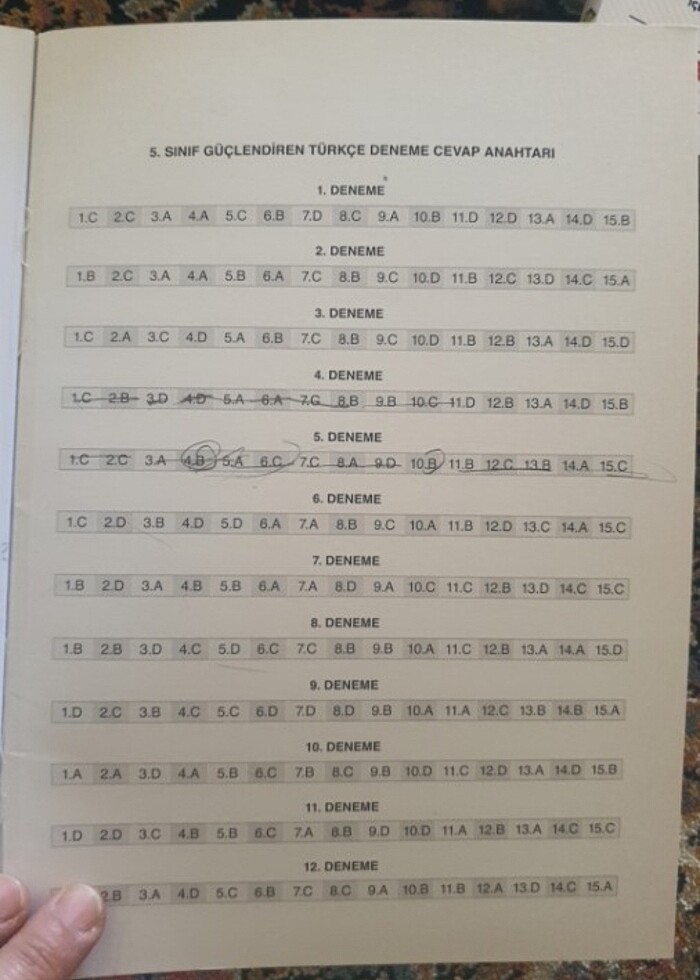 5. SINIF GÜÇLENDİREN TÜRKÇE DENEME CEVAP ANAHTARI
1. DENEME
1.C 2.C 3.A 4.A 5.C 6.B 7.D 8.C 9.A 10.B 11.D 12.D 13.A 14.D 15.B
2. DENEME
1.B 2.C 3.A 4.A 5.B 6.A 7.C 8.B 9.C 10.D 11.B 12.C 13.D 14.C 15.A
3. DENEME
1.C 2.A 3.C 4.D 5.A 6.B 7.C 8.B 9.C 10.D 11.B 12.B 13.A 14.D 15.D
4. DENEME
1.C 2.B 3.D 4.D 5.A 6.A 7.C 8.B 9.B 10.C 11.D 12.B 13.A 14.D 15.B
5. DENEME
1.C 2.C 3.A 4.B 5.A 6.C 7.C 8.A 9.D 10.B 11.B 12.C 13.B 14.A 15.C
6. DENEME
1.C 2.D 3.B 4.D 5.D 6.A 7.A 8.B 9.C 10.A 11.B 12.D 13.C 14.A 15.C
7. DENEME
1.B 2.D 3.A 4.B 5.B 6.A 7.A 8.D 9.A 10.C 11.C 12.B 13.D 14.C 15.C
8. DENEME
1.B 2.B 3.D 4.C 5.D 6.C 7.C 8.B 9.B 10.A 11.C 12.B 13.A 14.A 15.D
9. DENEME
1.D 2.C 3.B 4.C 5.C 6.D 7.D 8.D 9.B 10.A 11.A 12.C 13.B 14.B 15.A
10. DENEME
1.A 2.A 3.D 4.A 5.B 6.C 7.B 8.C 9.B 10.D 11.C 12.D 13.A 14.D 15.B
11. DENEME
1.D 2.D 3.C 4.B 5.B 6.C 7.A 8.B 9.D 10.D 11.A 12.B 13.A 14.C 15.C
12. DENEME
2.B 3.A 4.D 5.C 6.B 7.C 8.C 9.A 10.B 11.B 12.A 13.D 14.C 15.A